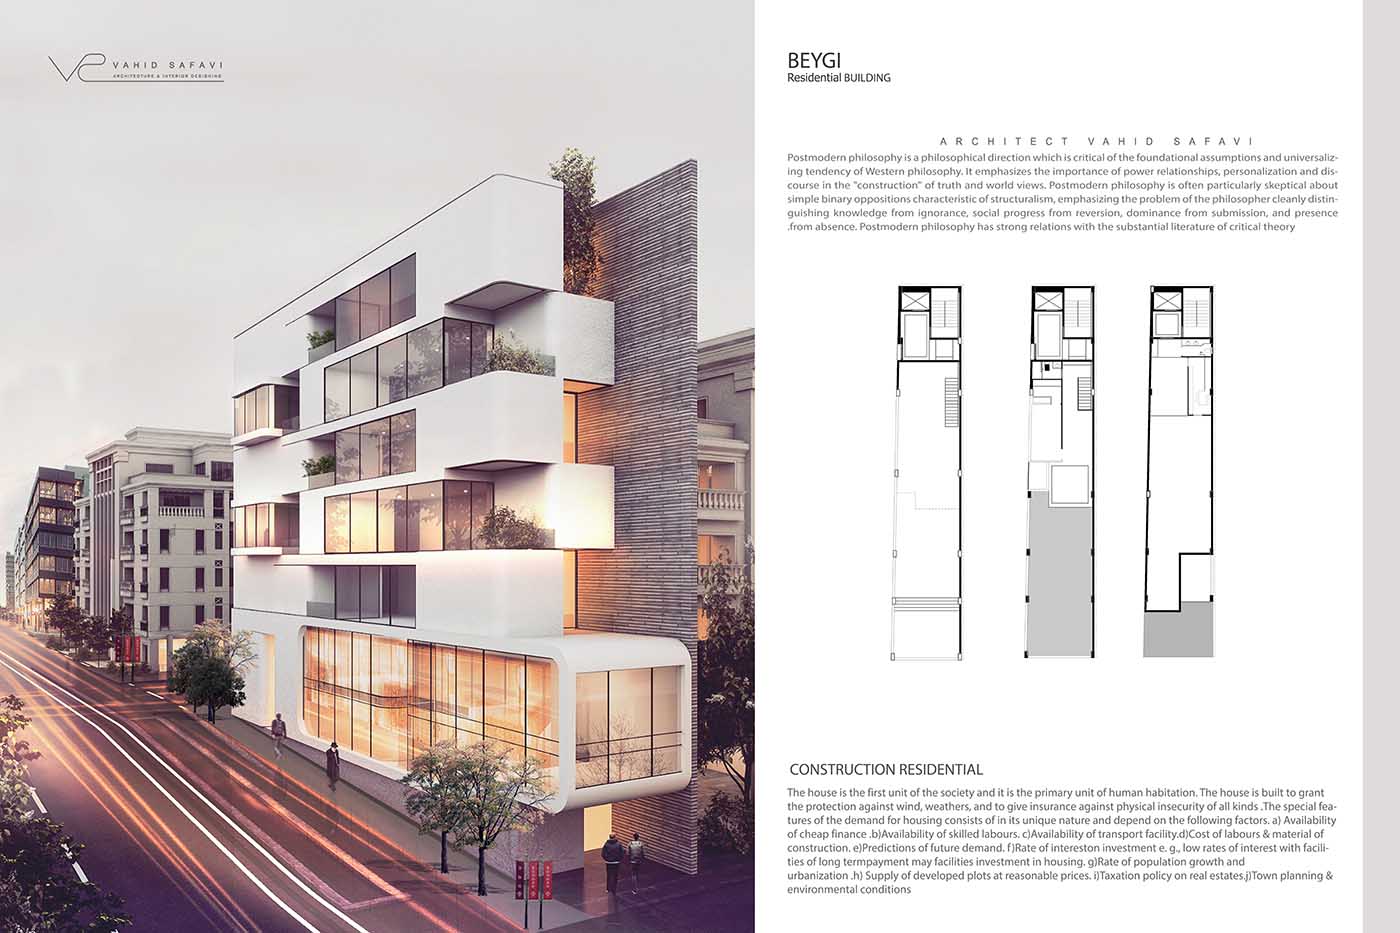 VAHID SAFAVI
ARCHITECTURE & INTERIOR DESIGNING
BEYGI
Residential BUILDING
ARCHITECT VAHID SAFAVI
Postmodern philosophy is a philosophical direction which is critical of the foundational assumptions and universaliz-
ing tendency of Western philosophy. It emphasizes the importance of power relationships, personalization and dis-
course in the "construction" of truth and world views. Postmodern philosophy is often particularly skeptical about
simple binary oppositions characteristic of structuralism, emphasizing the problem of the philosopher cleanly distin-
guishing knowledge from ignorance, social progress from reversion, dominance from submission, and presence
.from absence. Postmodern philosophy has strong relations with the substantial literature of critical theory
CONSTRUCTION RESIDENTIAL
The house is the first unit of the society and it is the primary unit of human habitation. The house is built to grant
the protection against wind, weathers, and to give insurance against physical insecurity of all kinds .The special fea-
tures of the demand for housing consists of in its unique nature and depend on the following factors. a) Availability
of cheap finance .b)Availability of skilled labours. c)Availability of transport facility.d)Cost of labours & material of
construction. e)Predictions of future demand. f)Rate of intereston investment e. g., low rates of interest with facili-
ties of long termpayment may facilities investment in housing. g)Rate of population growth and
urbanization .h) Supply of developed plots at reasonable prices. i)Taxation policy on real estates.j)Town planning &
environmental conditions